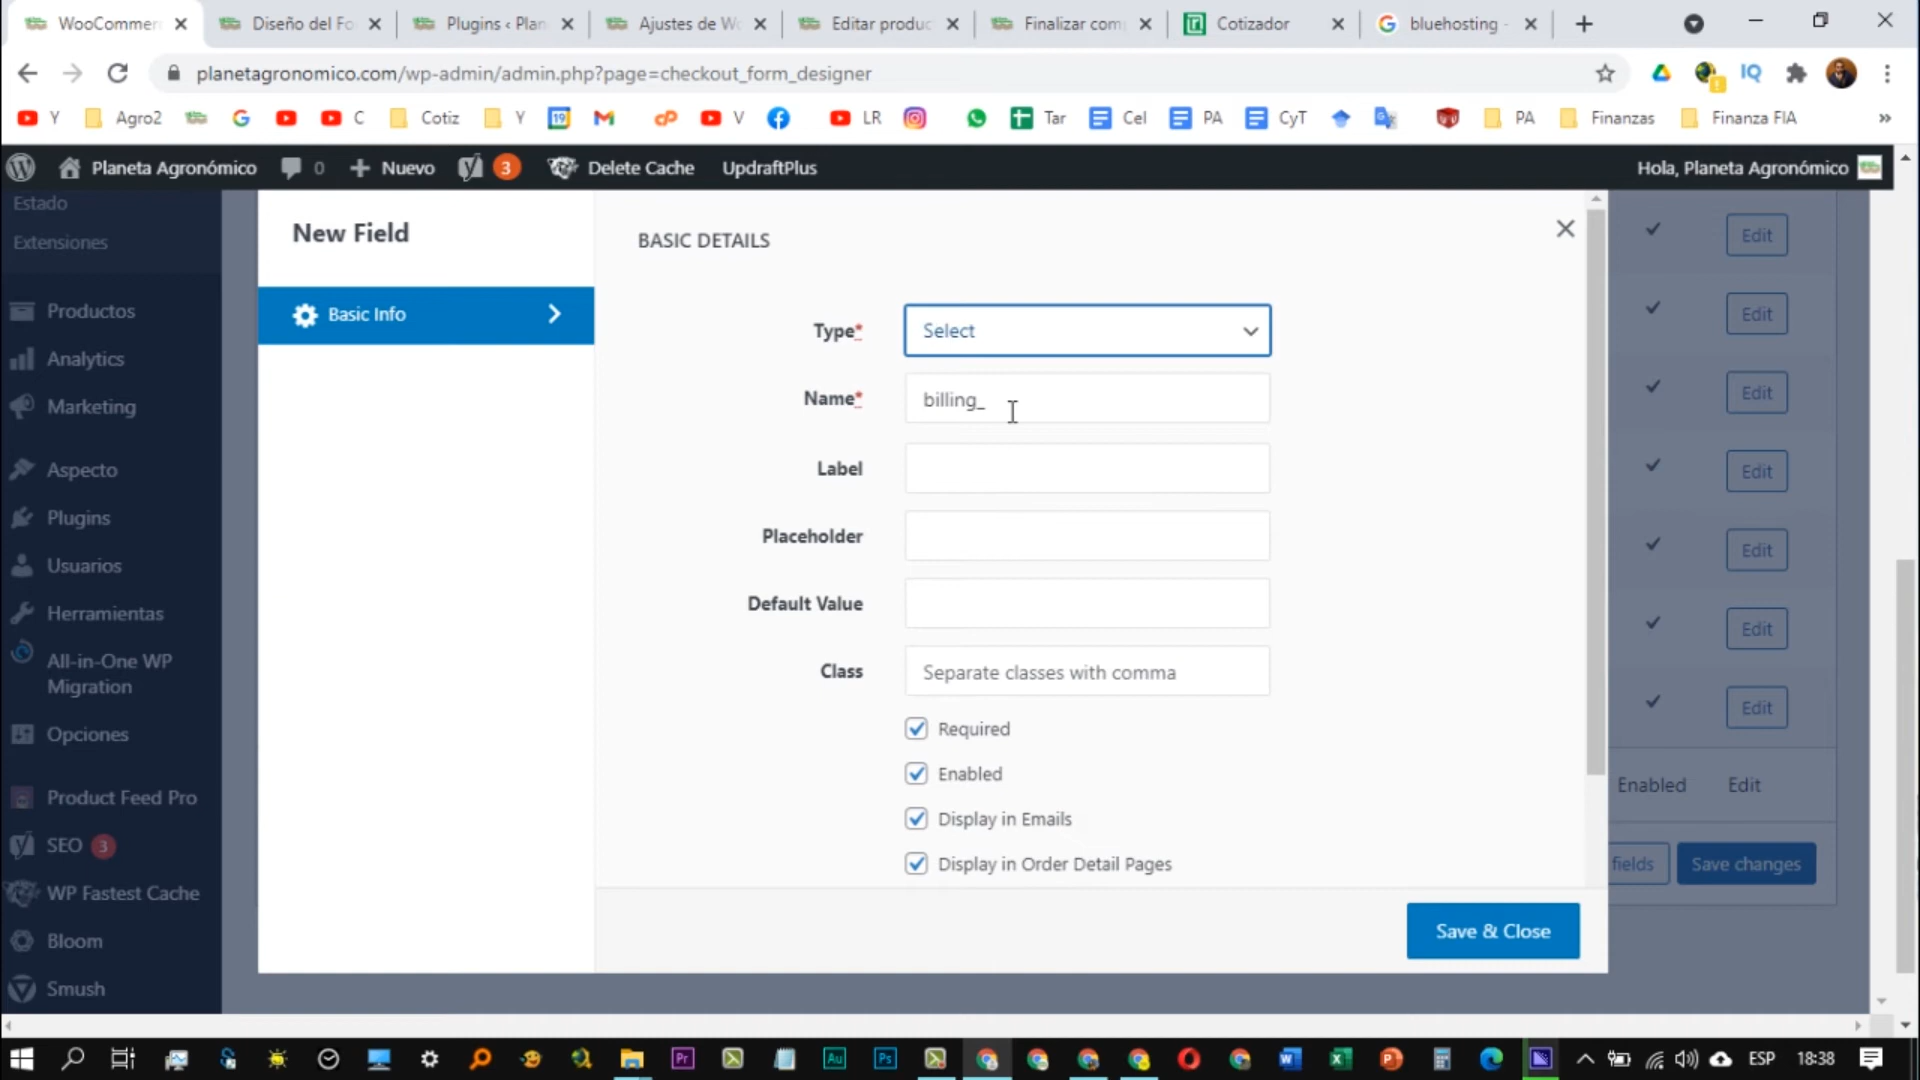 WooCommer
Diseño del Fo
Plugins ‹ Plan
Ajustes de Wo
Editar produc
Finalizar com
Cotizador
bluehosting -
planetagronomico.com/wp-admin/admin.php?page=checkout_form_designer
Y
Agro2
C
Cotiz
Y
V
LR
Tar
Cel
PA
CyT
PA
Finanzas
Finanza FIA
Planeta Agronómico
0
Nuevo
3
Delete Cache
UpdraftPlus
Hola, Planeta Agronómico
Estado
Extensiones
Productos
Analytics
Marketing
Aspecto
Plugins
Usuarios
Herramientas
All-in-One WP
Migration
Opciones
Product Feed Pro
SEO 3
WP Fastest Cache
Bloom
Smush
New Field
Basic Info
BASIC DETAILS
Type* Select
Name* billing_
Label
Placeholder
Default Value
Class Separate classes with comma
Required
Enabled
Display in Emails
Display in Order Detail Pages
Save & Close
Edit
Edit
Edit
Edit
Edit
Edit
Edit
Enabled Edit
fields
Save changes
ESP
18:38